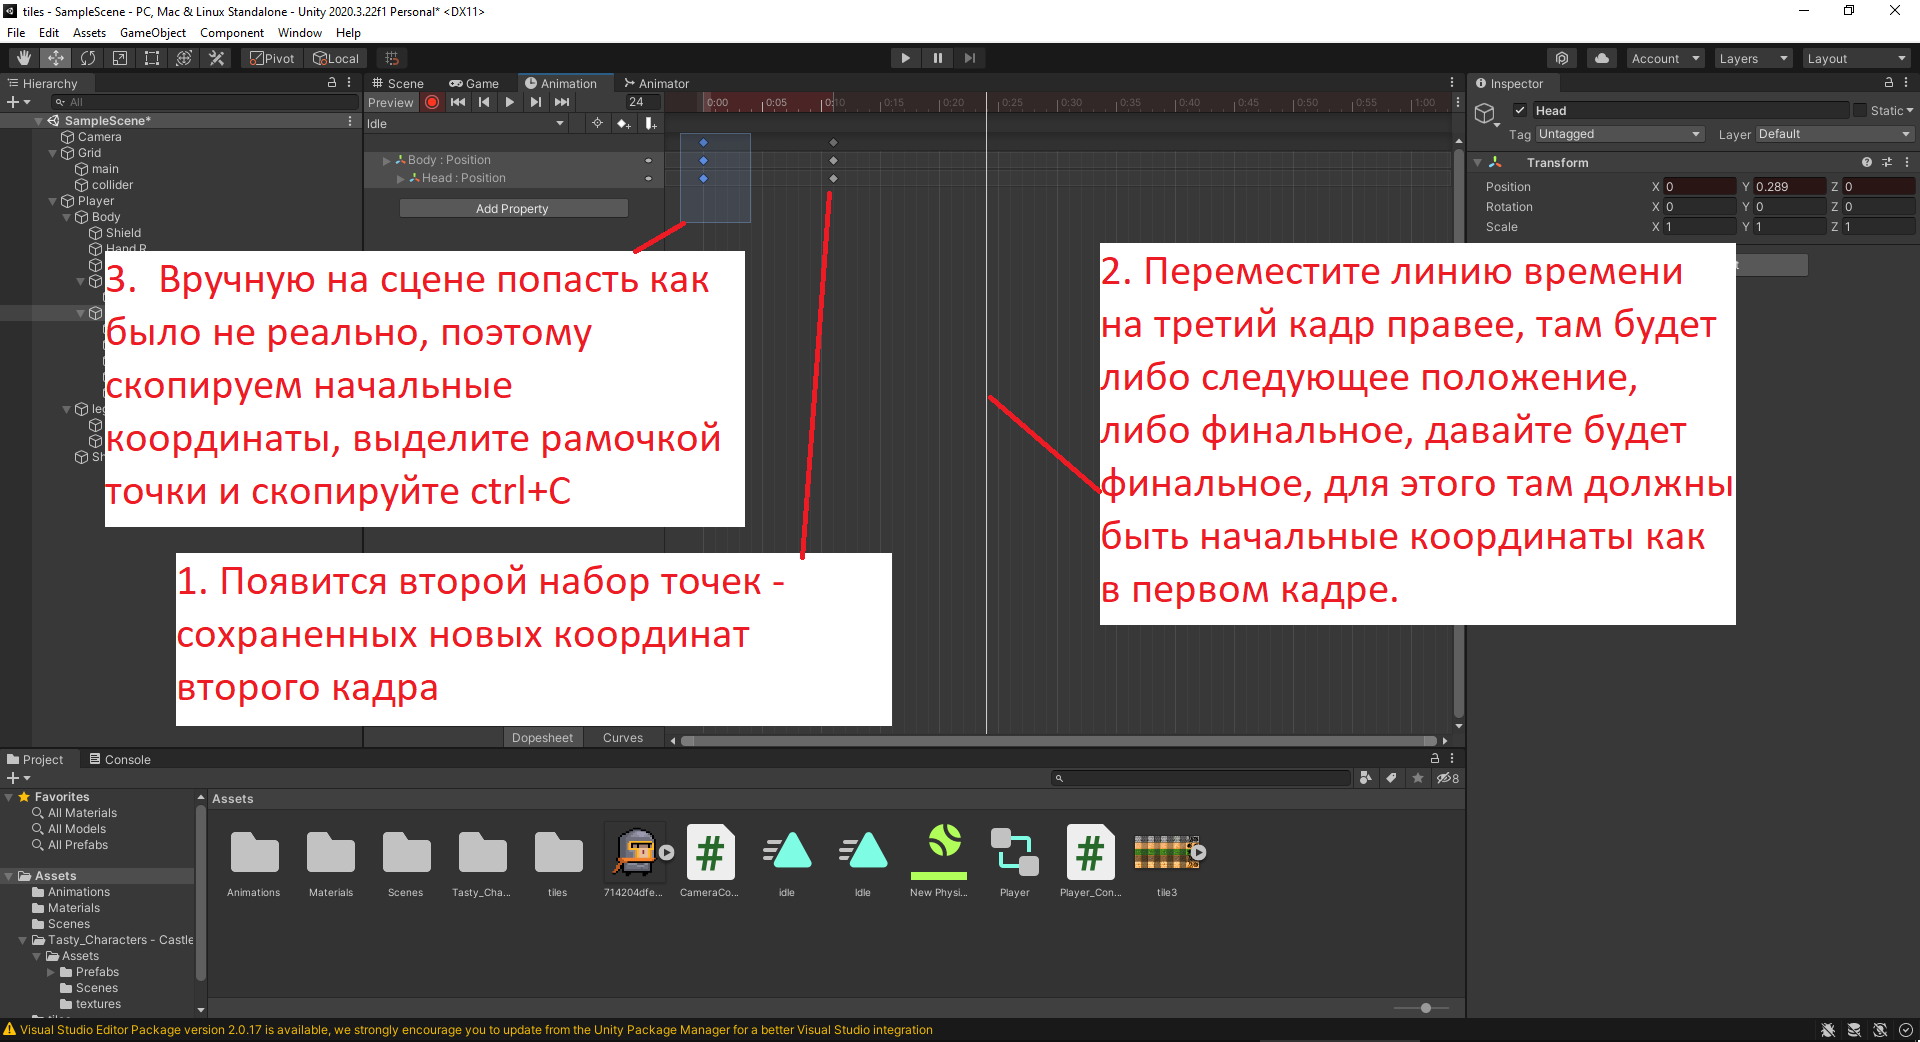 tiles - SampleScene - PC, Mac & Linux Standalone - Unity 2020.3.22f1 Personal* <DX11>
File Edit Assets GameObject Component Window Help
Pivot Local Account Layers Layout
Hierarchy
All
SampleScene*
Camera
Grid
main
collider
Player
Body
Shield
Hand R
leg
Sh
Scene Game Animation Animator
Preview 24
0:00 0:05 0:10 0:15 0:20 0:25 0:30 0:35 0:40 0:45 0:50 0:55 1:00
Idle
Body : Position
Head : Position
Add Property
Inspector
Head Static
Tag Untagged Layer Default
Transform
Position X 0 Y 0.289 Z 0
Rotation X 0 Y 0 Z 0
Scale X 1 Y 1 Z 1
t
3. Вручную на сцене попасть как
было не реально, поэтому
скопируем начальные
координаты, выделите рамочкой
точки и скопируйте ctrl+C
2. Переместите линию времени
на третий кадр правее, там будет
либо следующее положение,
либо финальное, давайте будет
финальное, для этого там должны
быть начальные координаты как
в первом кадре.
1. Появится второй набор точек -
сохраненных новых координат
второго кадра
Dopesheet Curves
Project Console
8
Favorites
All Materials
All Models
All Prefabs
Assets
Animations
Materials
Scenes
Tasty_Characters - Castle
Assets
Prefabs
Scenes
textures
Assets
Animations Materials Scenes Tasty_Cha... tiles 714204dfe... CameraCo... idle Idle New Physi... Player Player_Con... tile3
Visual Studio Editor Package version 2.0.17 is available, we strongly encourage you to update from the Unity Package Manager for a better Visual Studio integration